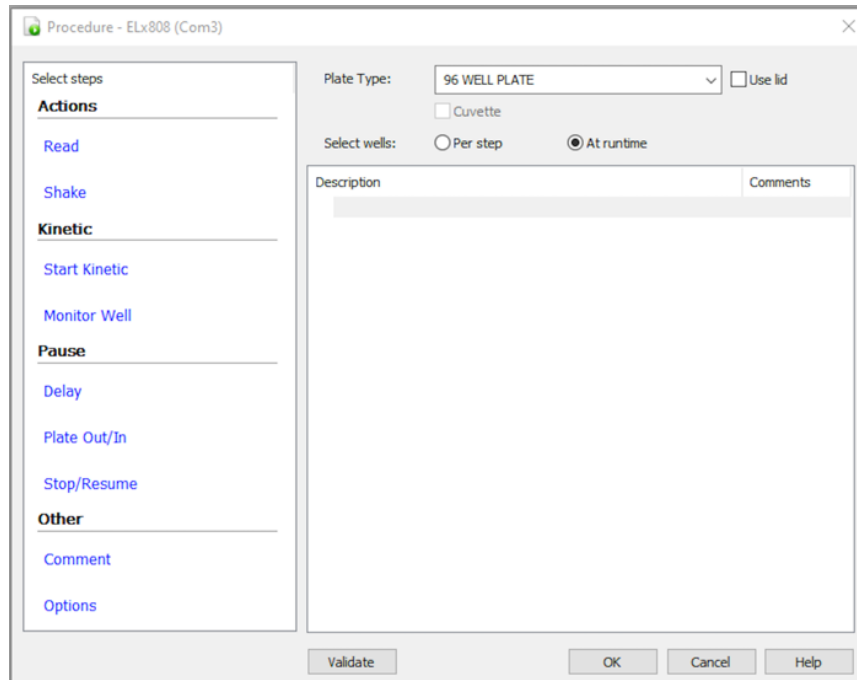 Procedure - ELx808 (Com3)
Select steps
Actions
Read
Shake
Kinetic
Start Kinetic
Monitor Well
Pause
Delay
Plate Out/In
Stop/Resume
Other
Comment
Options
Plate Type: 96 WELL PLATE Use lid
Cuvette
Select wells: Per step At runtime
Description Comments
Validate OK Cancel Help